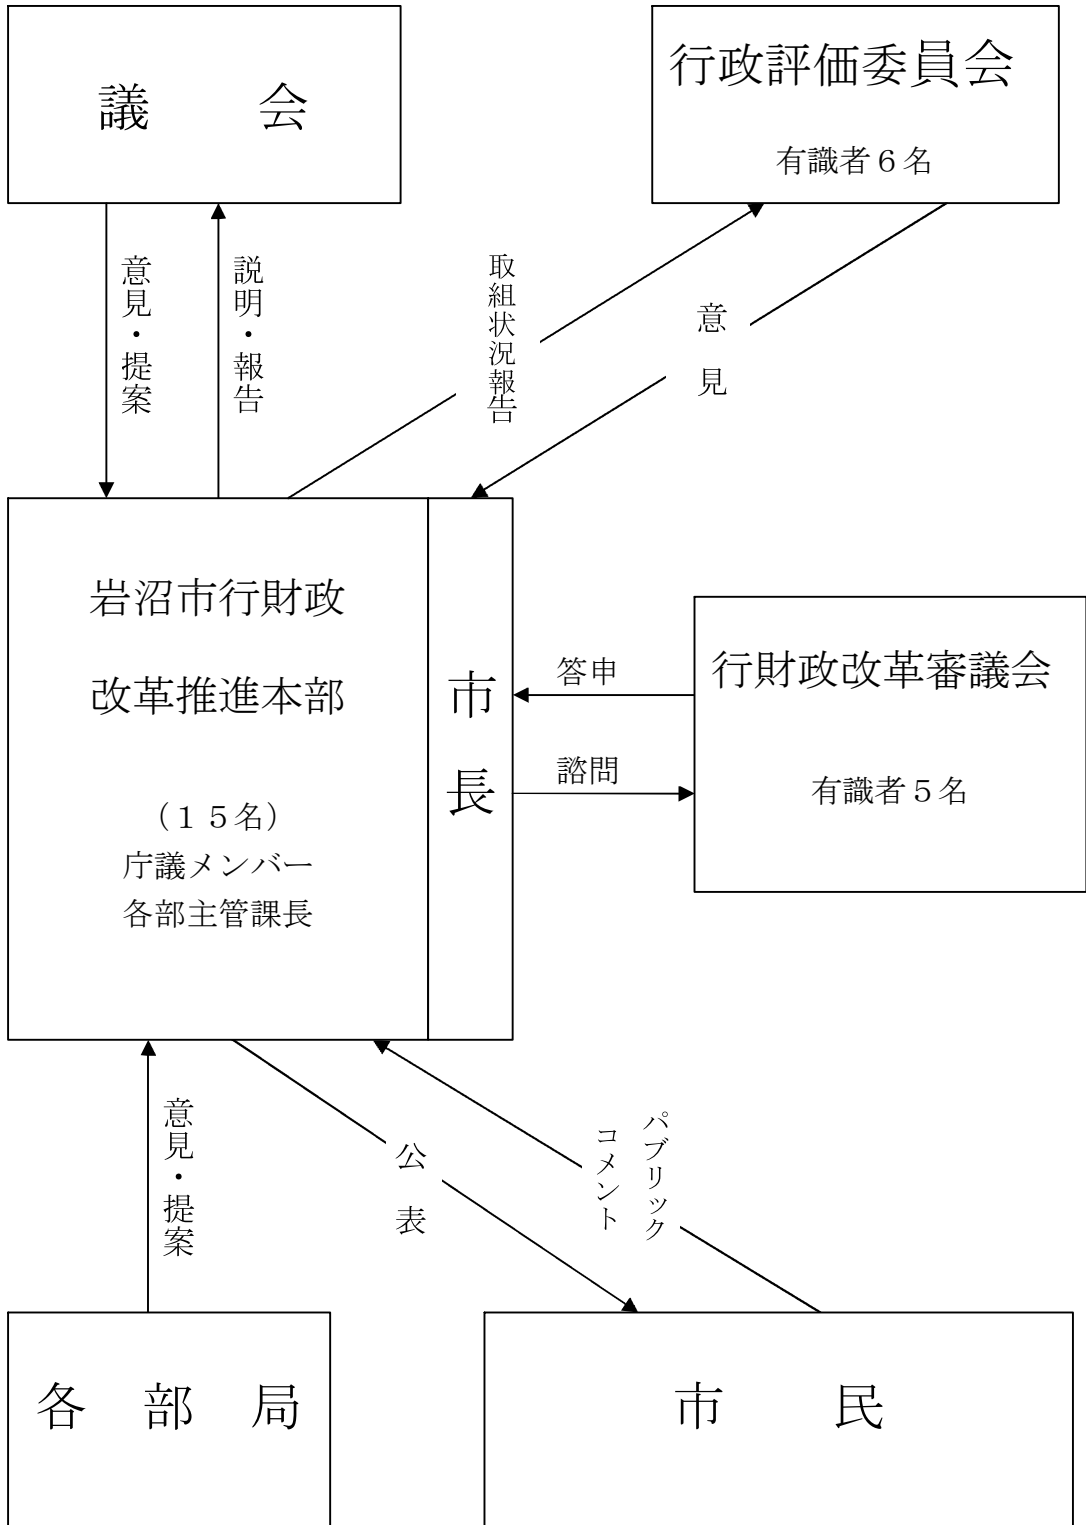 議　会
行政評価委員会
有識者６名
意見・提案
説明・報告
取組状況報告
意見
岩沼市行財政
改革推進本部
（１５名）
庁議メンバー
各部主管課長
市長
答申
諮問
行財政改革審議会
有識者５名
意見・提案
公表
パブリック
コメント
各　部　局
市　民